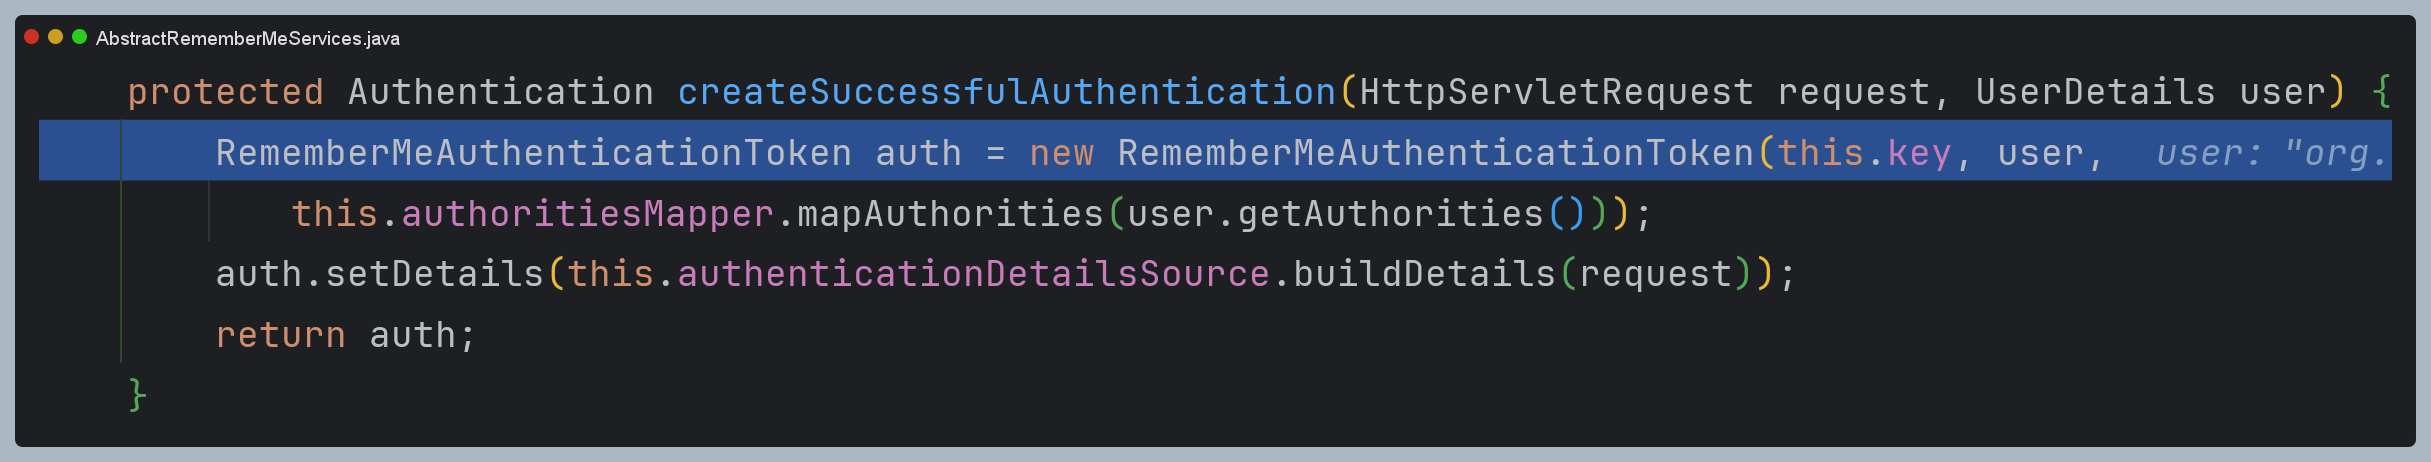 AbstractRememberMeServices.java
protected Authentication createSuccessfulAuthentication(HttpServletRequest request, UserDetails user) {
RememberMeAuthenticationToken auth = new RememberMeAuthenticationToken(this.key, user, user: "org.
this.authoritiesMapper.mapAuthorities(user.getAuthorities()));
auth.setDetails(this.authenticationDetailsSource.buildDetails(request));
return auth;
}